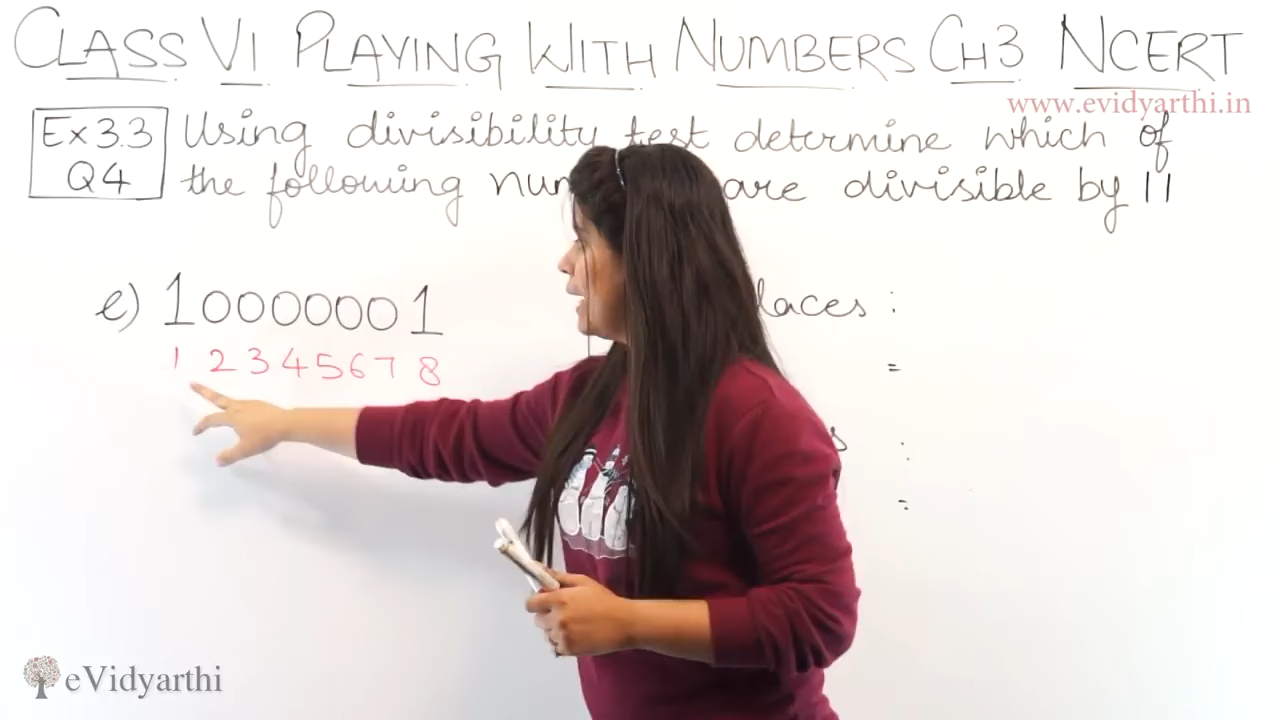 CLASS VI PLAYING WITH NUMBERS CH3 NCERT
www.evidyarthi.in
Ex 3.3 Using divisibility test determine which of
Q4 the following are divisible by 11
e) 10000001 :
1 2 3 4 5 6 7 8 =
:
=
eVidyarthi